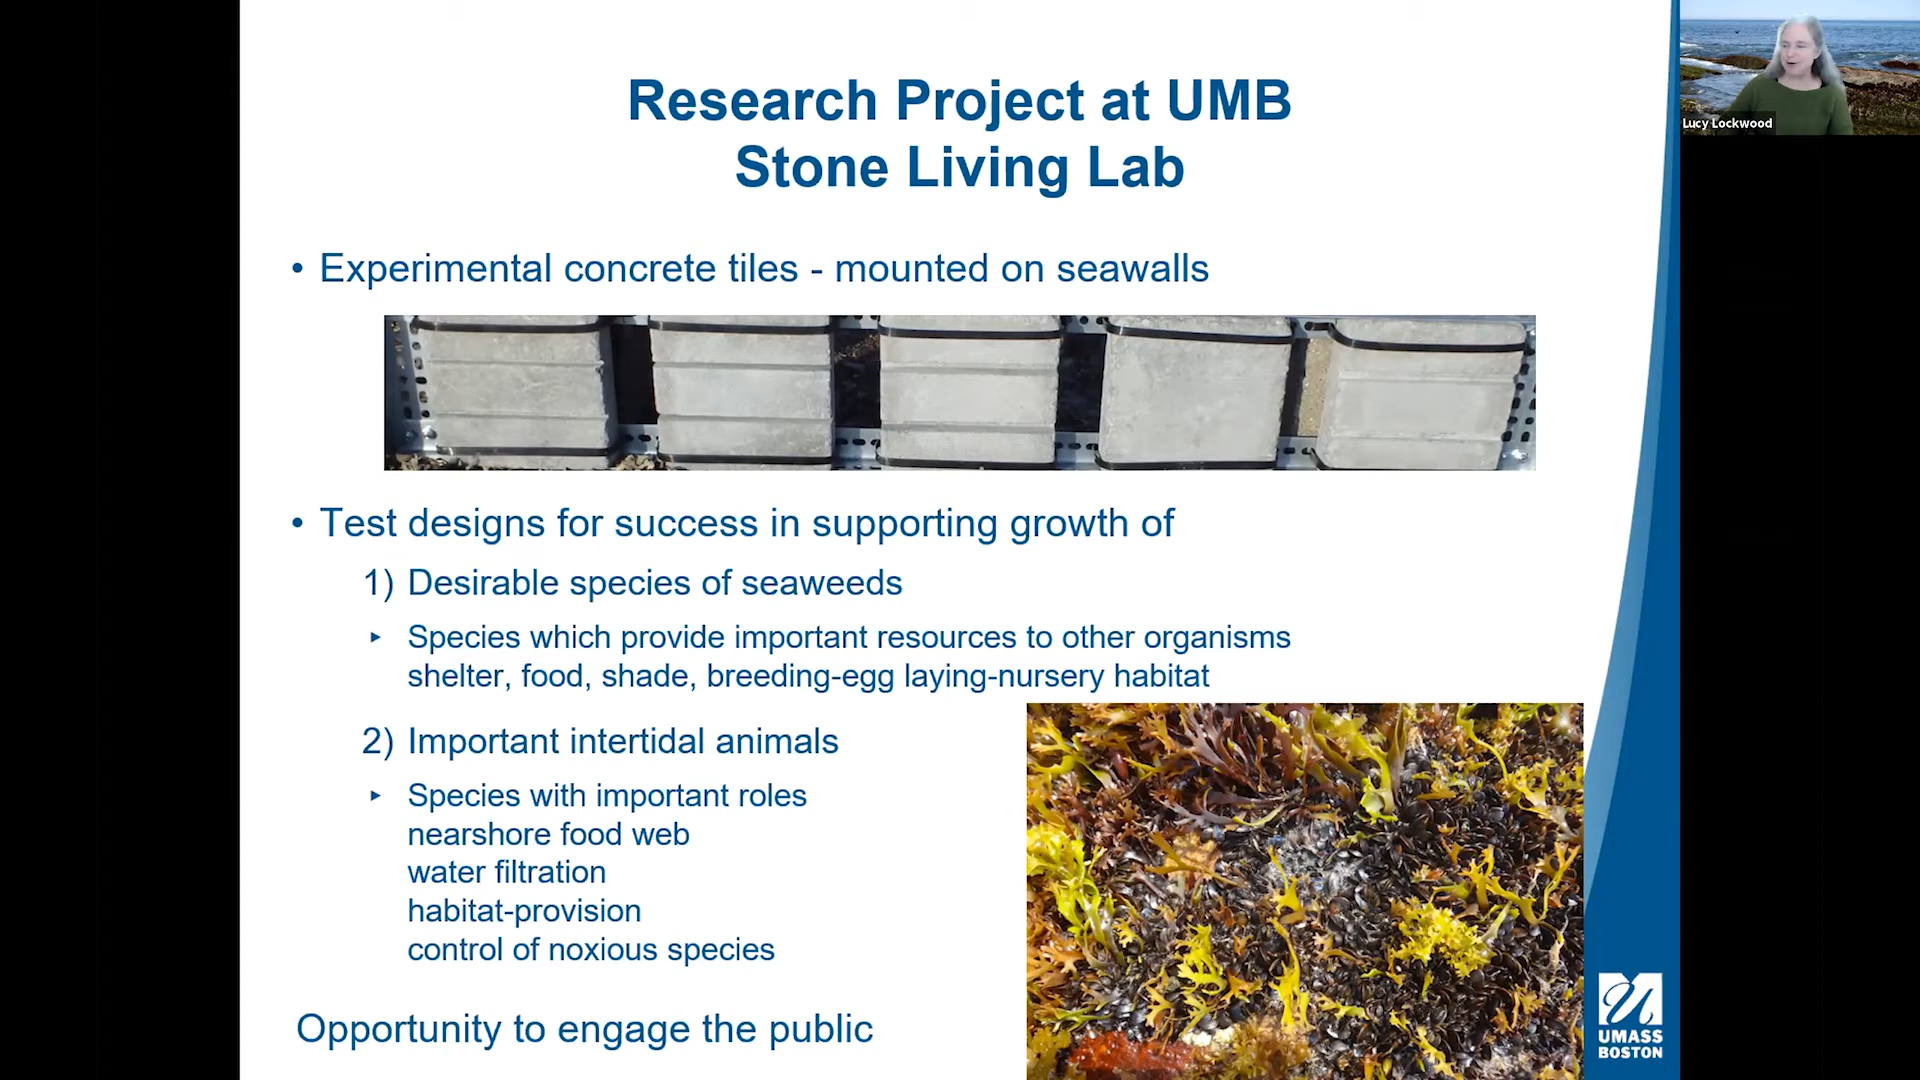 Research Project at UMB
Stone Living Lab
Lucy Lockwood
• Experimental concrete tiles - mounted on seawalls
• Test designs for success in supporting growth of
1) Desirable species of seaweeds
▸ Species which provide important resources to other organisms
shelter, food, shade, breeding-egg laying-nursery habitat
2) Important intertidal animals
▸ Species with important roles
nearshore food web
water filtration
habitat-provision
control of noxious species
Opportunity to engage the public
UMASS
BOSTON